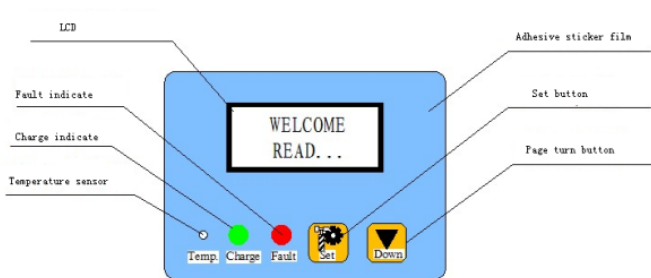 LCD
Adhesive sticker film
Fault indicate
Set button
WELCOME
READ...
Charge indicate
Page turn button
Temperature sensor
Temp. Charge Fault Set Down